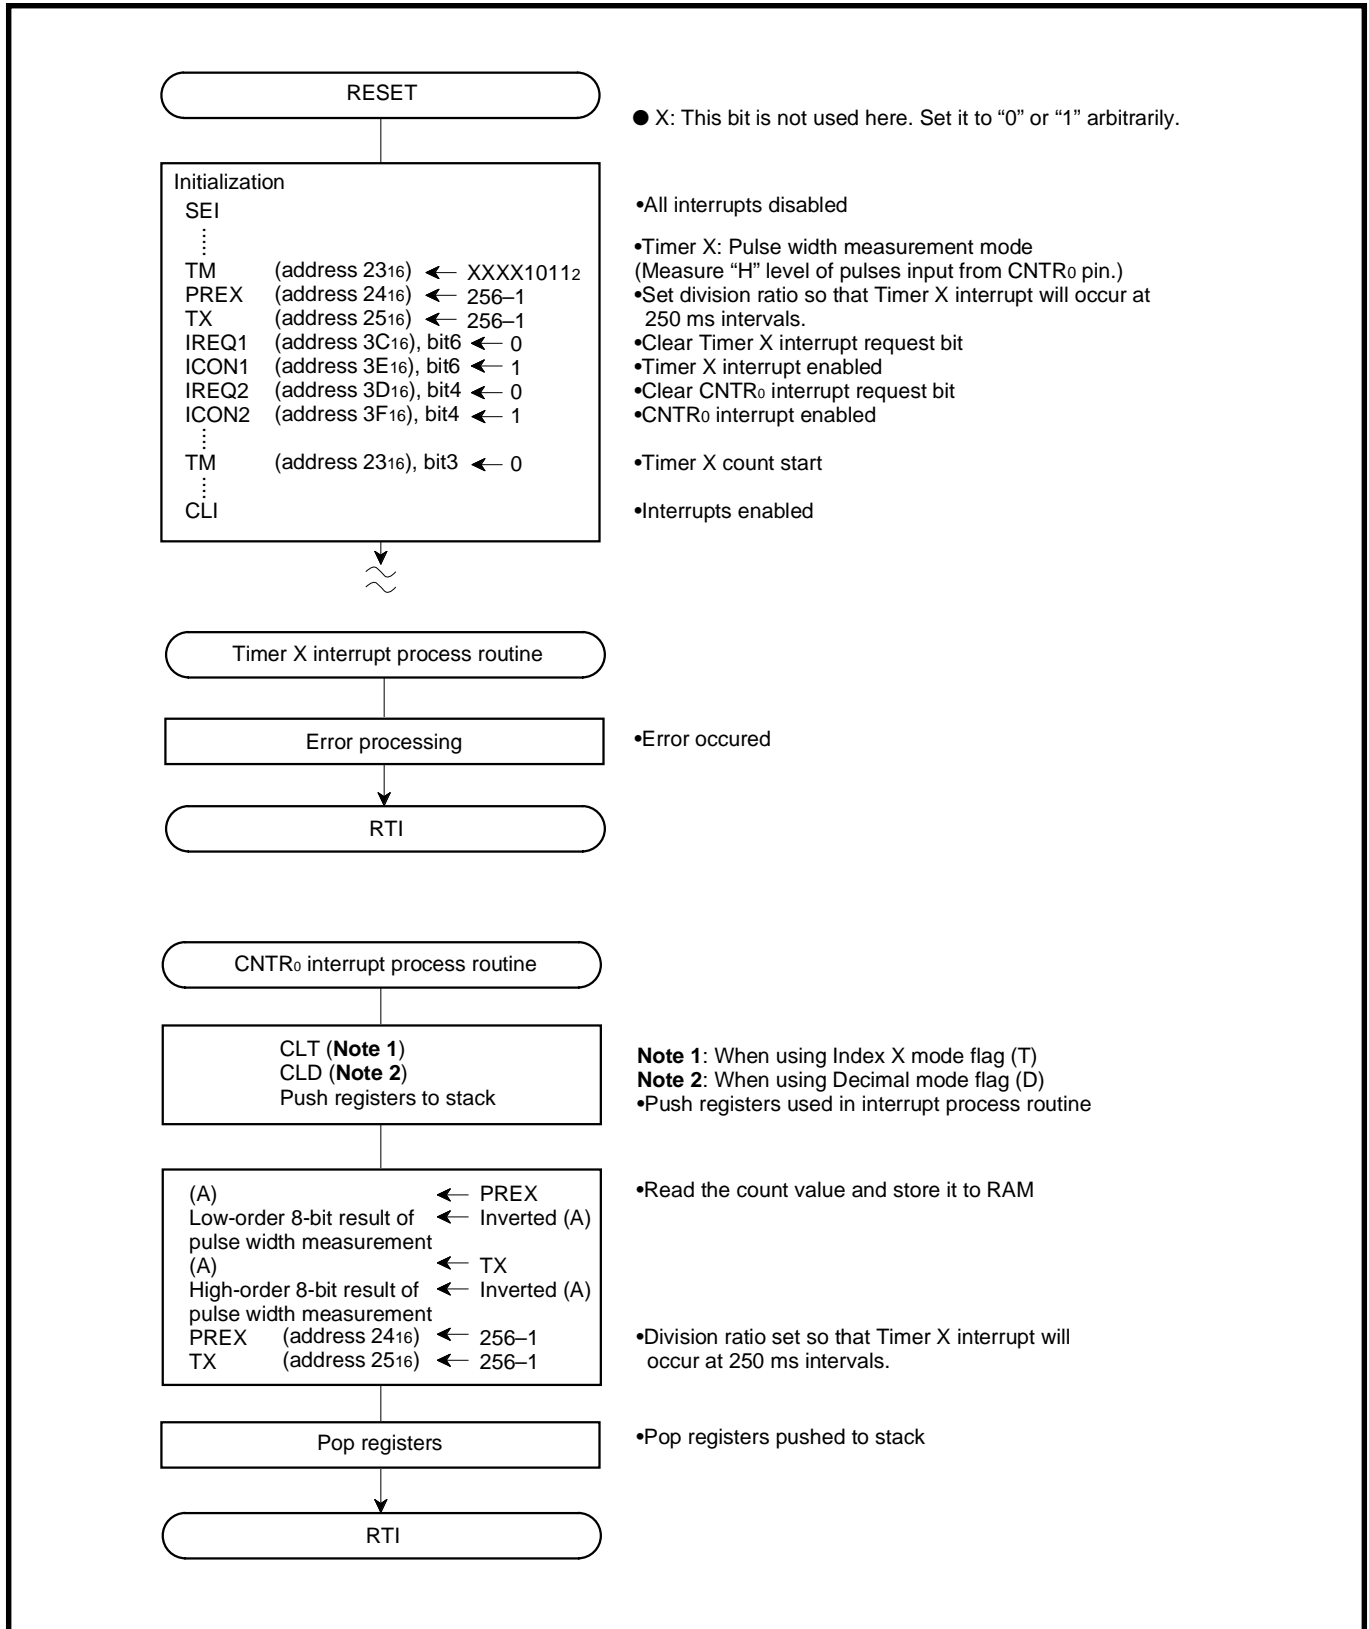 RESET
● X: This bit is not used here. Set it to “0” or “1” arbitrarily.
Initialization
SEI
•All interrupts disabled
•Timer X: Pulse width measurement mode
TM (address 2316) ← XXXX10112
(Measure “H” level of pulses input from CNTR0 pin.)
PREX (address 2416) ← 256–1
•Set division ratio so that Timer X interrupt will occur at
TX (address 2516) ← 256–1
250 ms intervals.
IREQ1 (address 3C16), bit6 ← 0
•Clear Timer X interrupt request bit
ICON1 (address 3E16), bit6 ← 1
•Timer X interrupt enabled
IREQ2 (address 3D16), bit4 ← 0
•Clear CNTR0 interrupt request bit
ICON2 (address 3F16), bit4 ← 1
•CNTR0 interrupt enabled
TM (address 2316), bit3 ← 0
•Timer X count start
CLI
•Interrupts enabled
Timer X interrupt process routine
Error processing
•Error occured
RTI
CNTR0 interrupt process routine
CLT (Note 1)
Note 1: When using Index X mode flag (T)
CLD (Note 2)
Note 2: When using Decimal mode flag (D)
Push registers to stack
•Push registers used in interrupt process routine
(A) ← PREX
•Read the count value and store it to RAM
Low-order 8-bit result of ← Inverted (A)
pulse width measurement
(A) ← TX
High-order 8-bit result of ← Inverted (A)
pulse width measurement
PREX (address 2416) ← 256–1
•Division ratio set so that Timer X interrupt will
TX (address 2516) ← 256–1
occur at 250 ms intervals.
Pop registers
•Pop registers pushed to stack
RTI